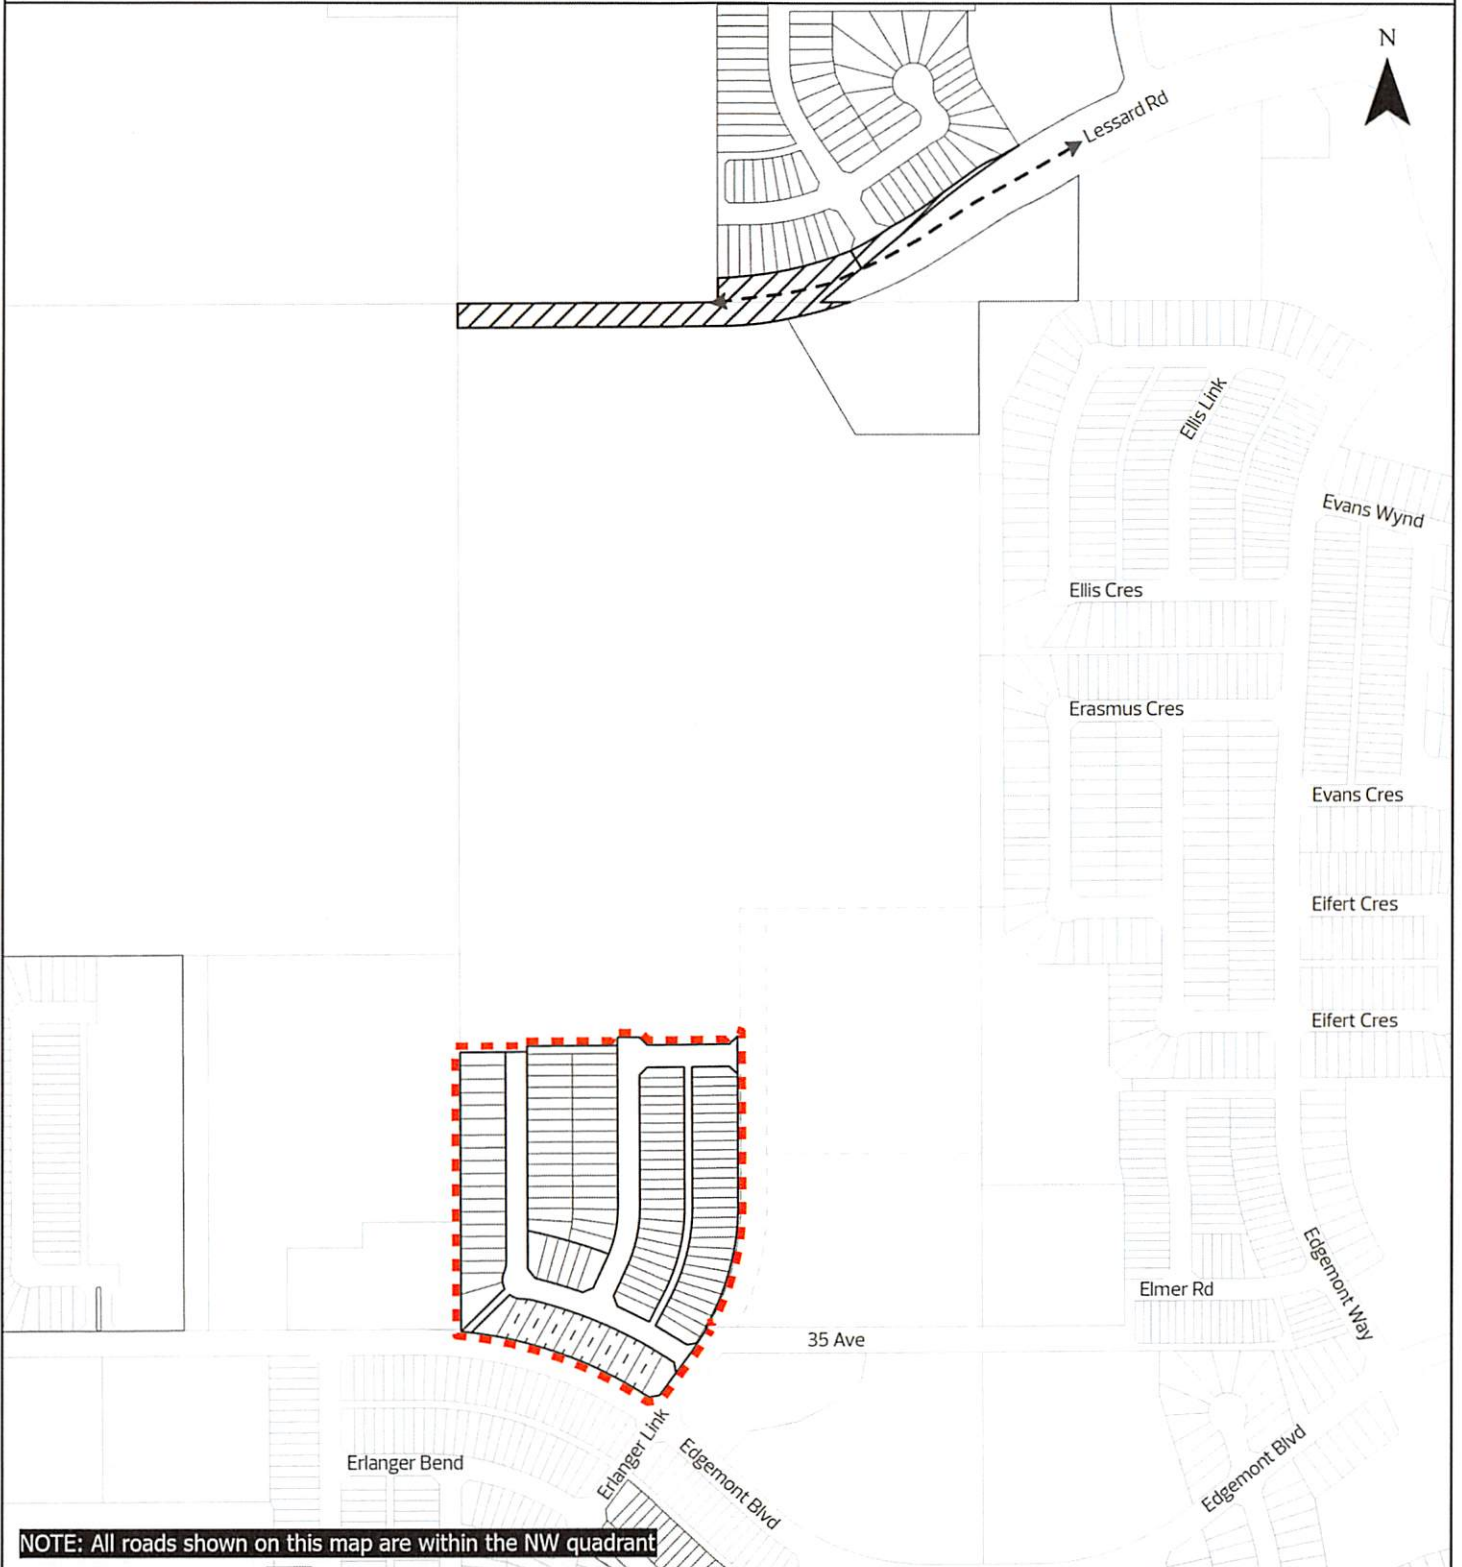 N
Lessard Rd
Ellis Link
Evans Wynd
Ellis Cres
Erasmus Cres
Evans Cres
Eifert Cres
Eifert Cres
Edgemont Way
Elmer Rd
35 Ave
Erlanger Link
Edgemont Blvd
Edgemont Blvd
Erlanger Bend
NOTE: All roads shown on this map are within the NW quadrant